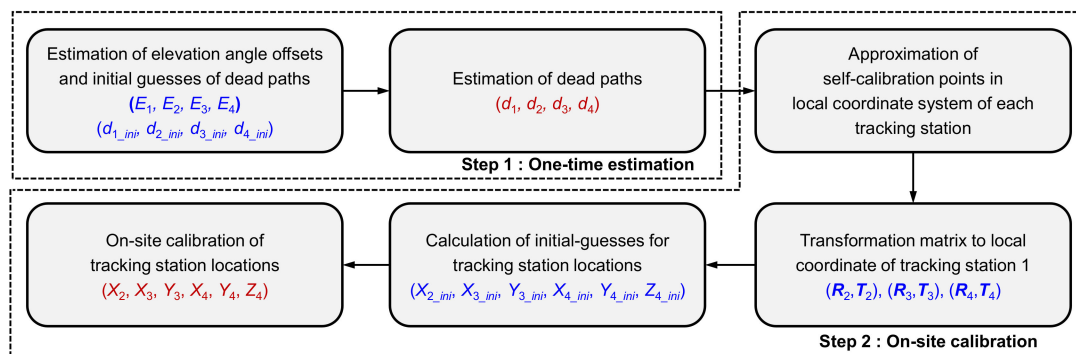 Estimation of elevation angle offsets
and initial guesses of dead paths
(E₁, E₂, E₃, E₄)
(d₁_ini, d₂_ini, d₃_ini, d₄_ini)
Estimation of dead paths
(d₁, d₂, d₃, d₄)
Step 1 : One-time estimation
Approximation of
self-calibration points in
local coordinate system of each
tracking station
Transformation matrix to local
coordinate of tracking station 1
(R₂,T₂), (R₃,T₃), (R₄,T₄)
Calculation of initial-guesses for
tracking station locations
(X₂_ini, X₃_ini, Y₃_ini, X₄_ini, Y₄_ini, Z₄_ini)
On-site calibration of
tracking station locations
(X₂, X₃, Y₃, X₄, Y₄, Z₄)
Step 2 : On-site calibration